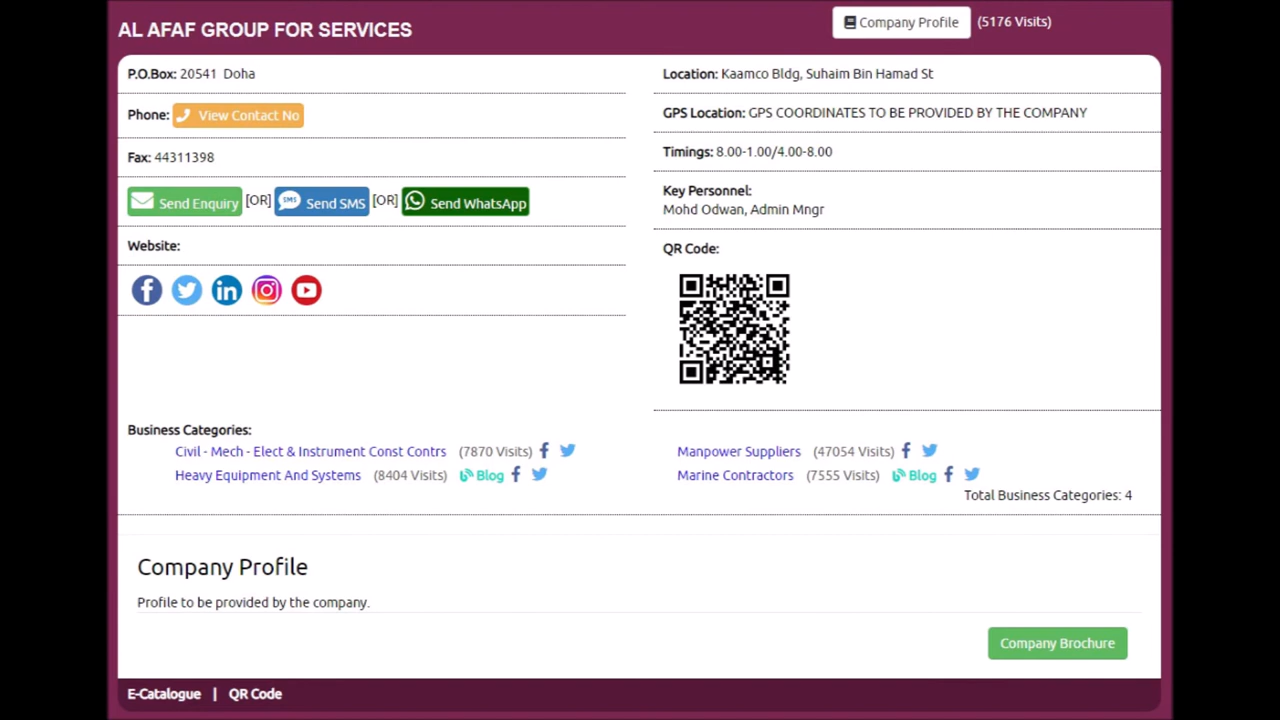 AL AFAF GROUP FOR SERVICES
Company Profile (5176 Visits)
P.O.Box: 20541 Doha
Location: Kaamco Bldg, Suhaim Bin Hamad St
Phone: View Contact No
GPS Location: GPS COORDINATES TO BE PROVIDED BY THE COMPANY
Fax: 44311398
Timings: 8.00-1.00/4.00-8.00
Send Enquiry [OR] SMS Send SMS [OR] Send WhatsApp
Key Personnel:
Mohd Odwan, Admin Mngr
Website:
QR Code:
Business Categories:
Civil - Mech - Elect & Instrument Const Contrs (7870 Visits)
Manpower Suppliers (47054 Visits)
Heavy Equipment And Systems (8404 Visits) Blog
Marine Contractors (7555 Visits) Blog
Total Business Categories: 4
Company Profile
Profile to be provided by the company.
Company Brochure
E-Catalogue | QR Code